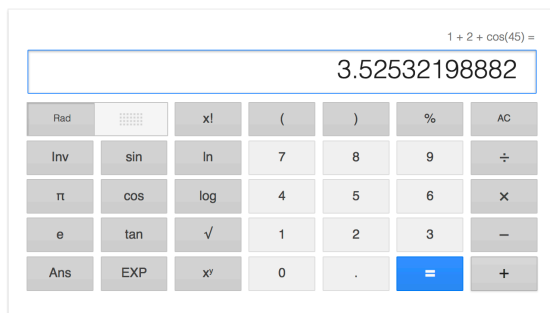 1 + 2 + cos(45) =
3.52532198882
Rad x! ( ) % AC
Inv sin ln 7 8 9 ÷
π cos log 4 5 6 ×
e tan √ 1 2 3 −
Ans EXP xʸ 0 . = +